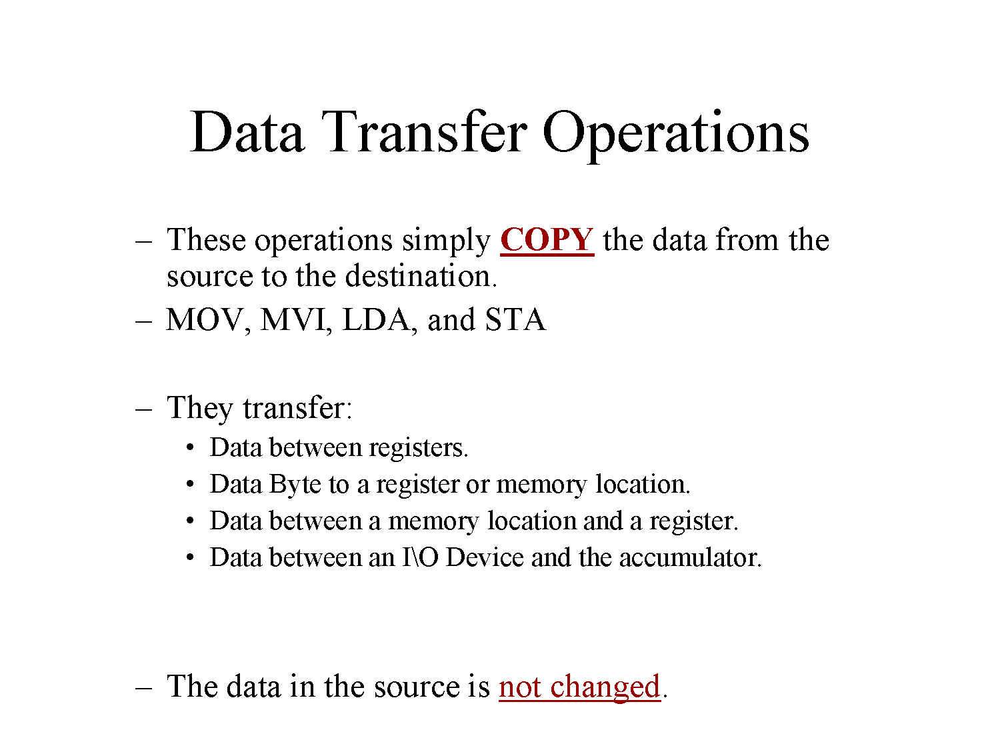 Data Transfer Operations
– These operations simply COPY the data from the
source to the destination.
– MOV, MVI, LDA, and STA
– They transfer:
• Data between registers.
• Data Byte to a register or memory location.
• Data between a memory location and a register.
• Data between an I\O Device and the accumulator.
– The data in the source is not changed.